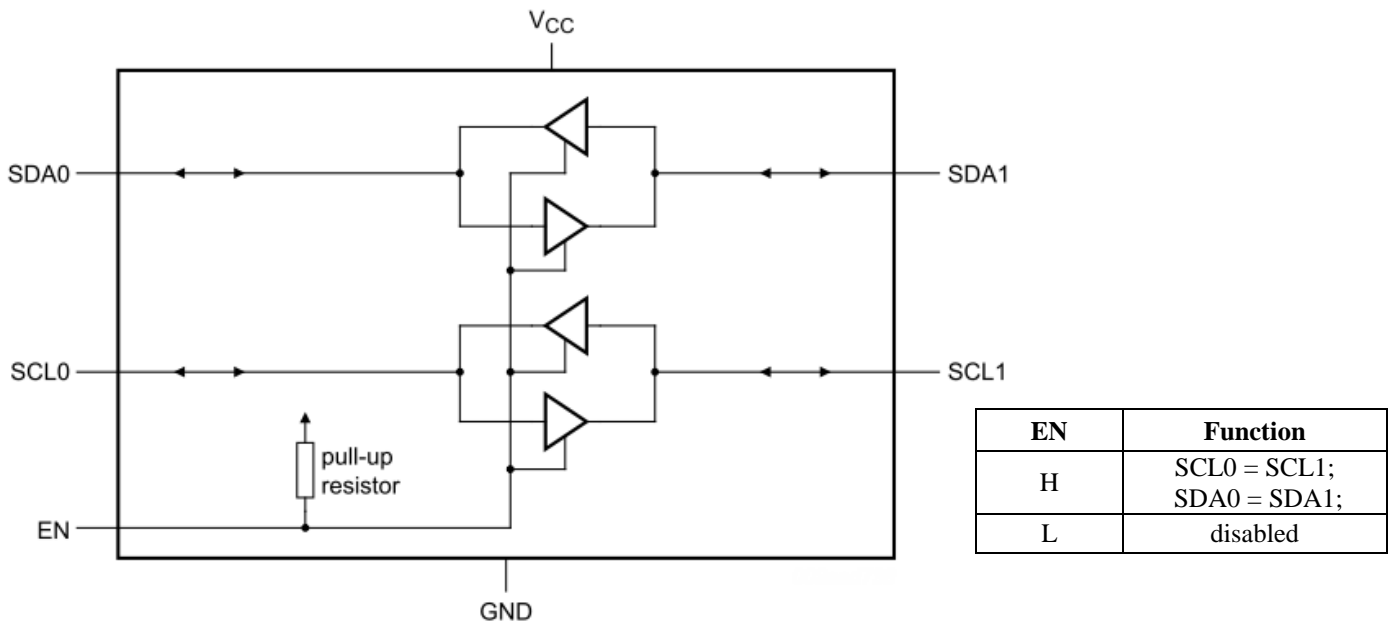 VCC
SDA0
SDA1
SCL0
SCL1
pull-up
resistor
EN
GND
EN Function
H SCL0 = SCL1;
SDA0 = SDA1;
L disabled